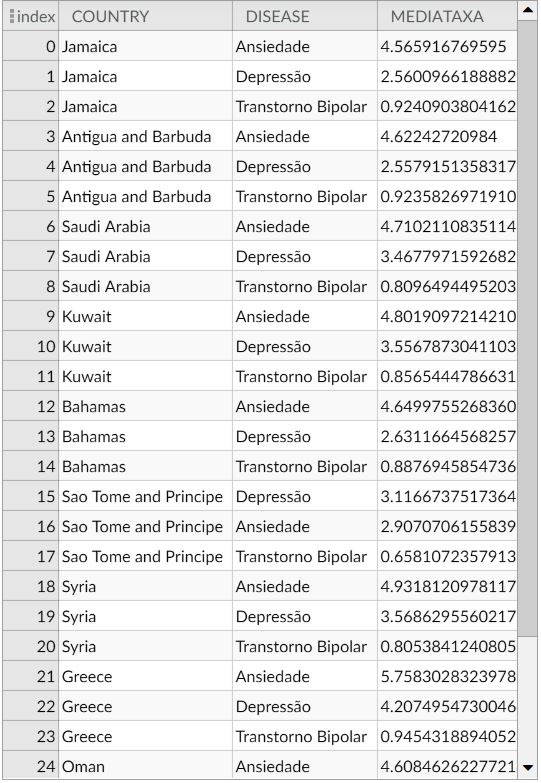 index COUNTRY DISEASE MEDIATAXA
0 Jamaica Ansiedade 4.565916769595
1 Jamaica Depressão 2.5600966188882
2 Jamaica Transtorno Bipolar 0.9240903804162
3 Antigua and Barbuda Ansiedade 4.62242720984
4 Antigua and Barbuda Depressão 2.5579151358317
5 Antigua and Barbuda Transtorno Bipolar 0.9235826971910
6 Saudi Arabia Ansiedade 4.7102110835114
7 Saudi Arabia Depressão 3.4677971592682
8 Saudi Arabia Transtorno Bipolar 0.8096494495203
9 Kuwait Ansiedade 4.8019097214210
10 Kuwait Depressão 3.5567873041103
11 Kuwait Transtorno Bipolar 0.8565444786631
12 Bahamas Ansiedade 4.6499755268360
13 Bahamas Depressão 2.6311664568257
14 Bahamas Transtorno Bipolar 0.8876945854736
15 Sao Tome and Principe Depressão 3.1166737517364
16 Sao Tome and Principe Ansiedade 2.9070706155839
17 Sao Tome and Principe Transtorno Bipolar 0.6581072357913
18 Syria Ansiedade 4.9318120978117
19 Syria Depressão 3.5686295560217
20 Syria Transtorno Bipolar 0.8053841240805
21 Greece Ansiedade 5.7583028323978
22 Greece Depressão 4.2074954730046
23 Greece Transtorno Bipolar 0.9454318894052
24 Oman Ansiedade 4.6084626227721